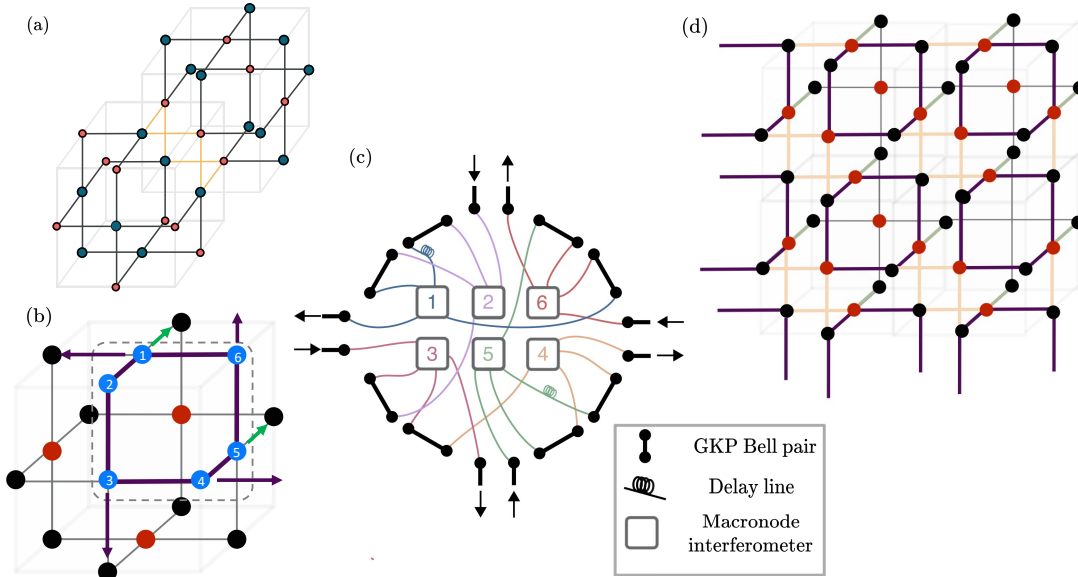 (a)
(d)
(c)
1
2
6
3
5
4
(b)
1
6
2
5
3
4
GKP Bell pair
Delay line
Macronode
interferometer